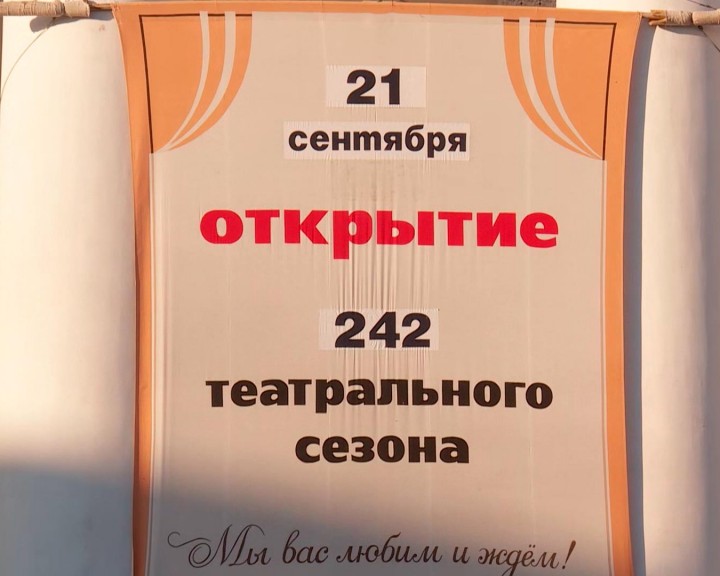 21
сентября
открытие
242
театрального
сезона
Мы вас любим и ждём!